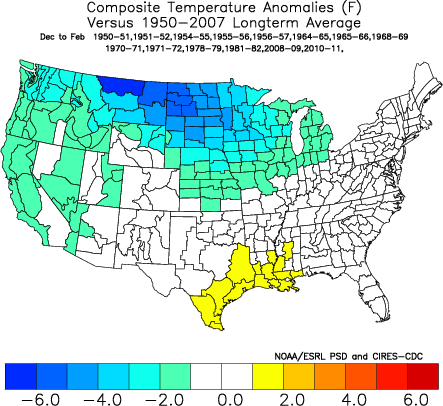 Composite Temperature Anomalies (F)
Versus 1950-2007 Longterm Average
Dec to Feb 1950-51,1951-52,1954-55,1955-56,1956-57,1964-65,1965-66,1968-69
1970-71,1971-72,1978-79,1981-82,2008-09,2010-11,
NOAA/ESRL PSD and CIRES-CDC
-6.0 -4.0 -2.0 0.0 2.0 4.0 6.0